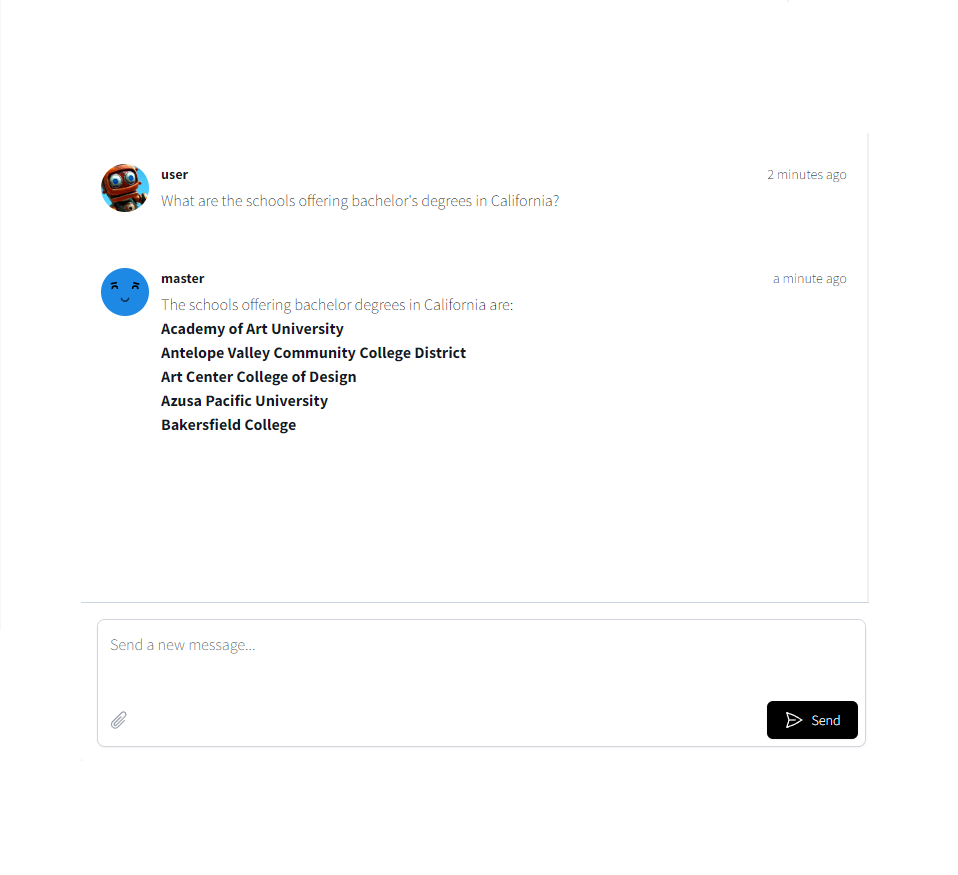 user
2 minutes ago
What are the schools offering bachelor's degrees in California?
master
a minute ago
The schools offering bachelor degrees in California are:
Academy of Art University
Antelope Valley Community College District
Art Center College of Design
Azusa Pacific University
Bakersfield College
Send a new message...
Send